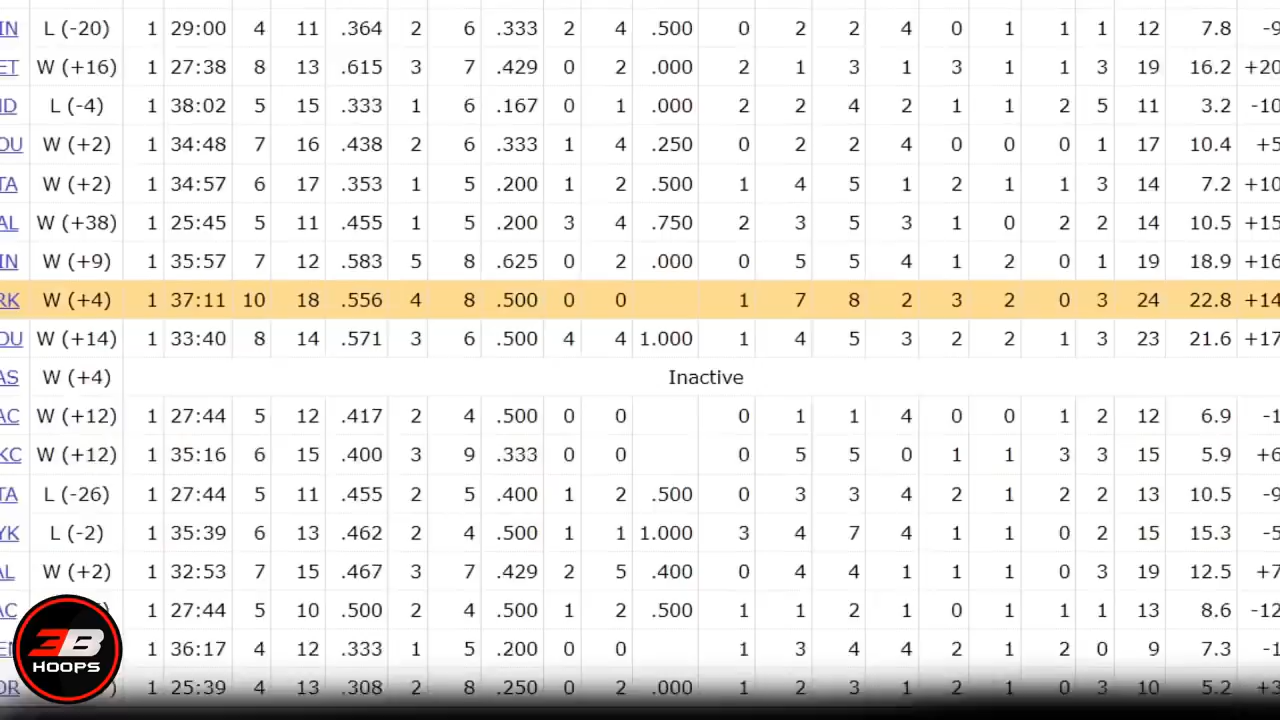 IN L (-20) 1 29:00 4 11 .364 2 6 .333 2 4 .500 0 2 2 4 0 1 1 1 12 7.8 -9
ET W (+16) 1 27:38 8 13 .615 3 7 .429 0 2 .000 2 1 3 1 3 1 1 3 19 16.2 +20
ND L (-4) 1 38:02 5 15 .333 1 6 .167 0 1 .000 2 2 4 2 1 1 2 5 11 3.2 -10
OU W (+2) 1 34:48 7 16 .438 2 6 .333 1 4 .250 0 2 2 4 0 0 0 1 17 10.4 +5
TA W (+2) 1 34:57 6 17 .353 1 5 .200 1 2 .500 1 4 5 1 2 1 1 3 14 7.2 +10
AL W (+38) 1 25:45 5 11 .455 1 5 .200 3 4 .750 2 3 5 3 1 0 2 2 14 10.5 +15
IN W (+9) 1 35:57 7 12 .583 5 8 .625 0 2 .000 0 5 5 4 1 2 0 1 19 18.9 +16
RK W (+4) 1 37:11 10 18 .556 4 8 .500 0 0 1 7 8 2 3 2 0 3 24 22.8 +14
OU W (+14) 1 33:40 8 14 .571 3 6 .500 4 4 1.000 1 4 5 3 2 2 1 3 23 21.6 +17
AS W (+4) Inactive
AC W (+12) 1 27:44 5 12 .417 2 4 .500 0 0 0 1 1 4 0 0 1 2 12 6.9 -1
KC W (+12) 1 35:16 6 15 .400 3 9 .333 0 0 0 5 5 0 1 1 3 3 15 5.9 +6
TA L (-26) 1 27:44 5 11 .455 2 5 .400 1 2 .500 0 3 3 4 2 1 2 2 13 10.5 -9
YK L (-2) 1 35:39 6 13 .462 2 4 .500 1 1 1.000 3 4 7 4 1 1 0 2 15 15.3 -5
AL W (+2) 1 32:53 7 15 .467 3 7 .429 2 5 .400 0 4 4 1 1 1 0 3 19 12.5 +7
AC 1 27:44 5 10 .500 2 4 .500 1 2 .500 1 1 2 1 0 1 1 1 13 8.6 -12
1 36:17 4 12 .333 1 5 .200 0 0 1 3 4 4 2 1 2 0 9 7.3 -1
OR 1 25:39 4 13 .308 2 8 .250 0 2 .000 1 2 3 1 2 1 0 3 10 5.2 +3
3B
HOOPS